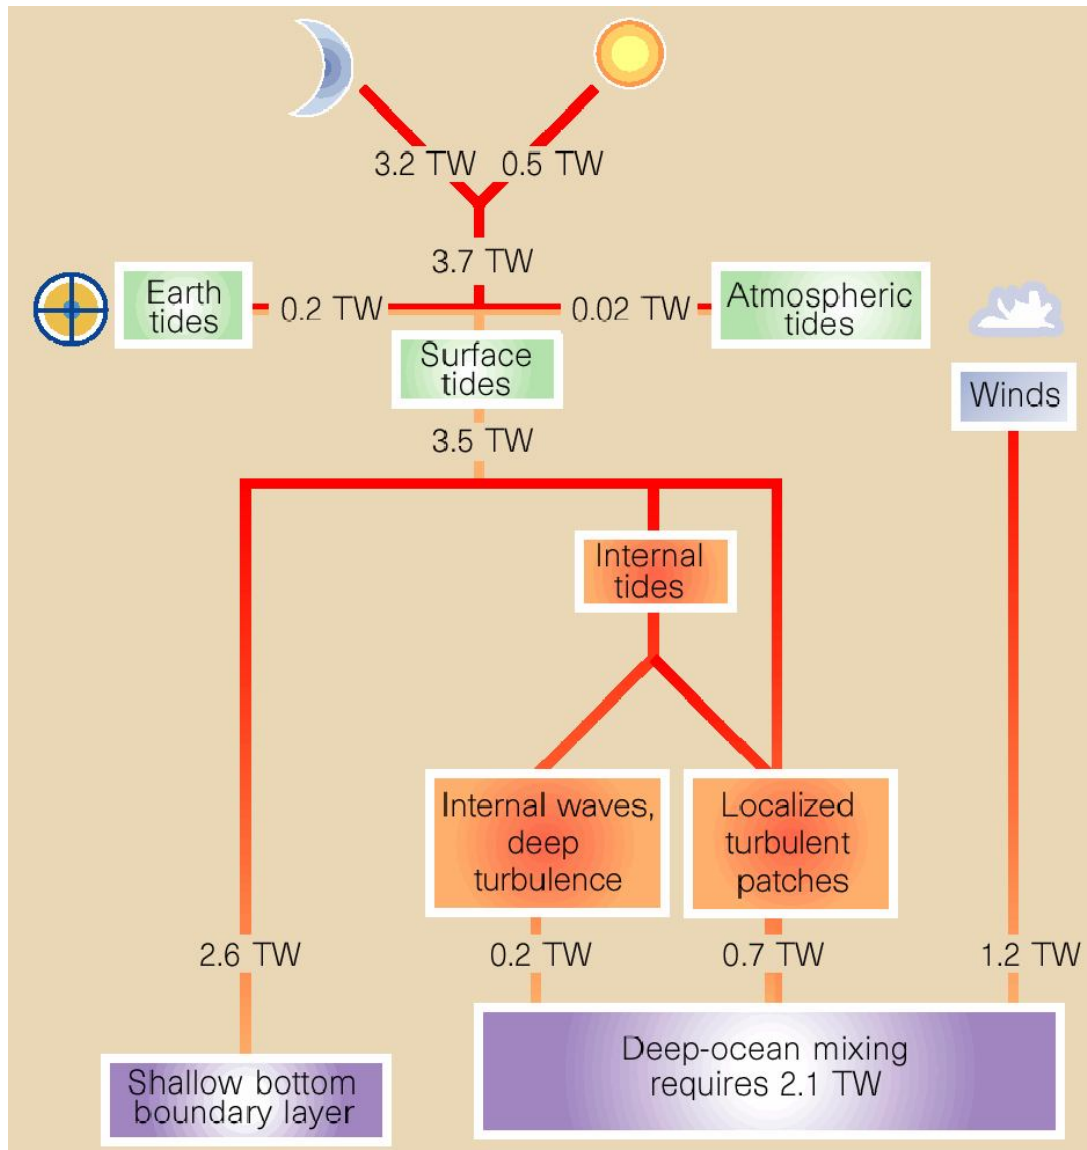 3.2 TW
0.5 TW
3.7 TW
Earth
tides
0.2 TW
0.02 TW
Atmospheric
tides
Surface
tides
Winds
3.5 TW
Internal
tides
Internal waves,
deep
turbulence
Localized
turbulent
patches
2.6 TW
0.2 TW
0.7 TW
1.2 TW
Shallow bottom
boundary layer
Deep-ocean mixing
requires 2.1 TW